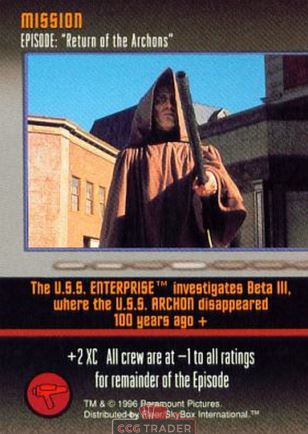 MISSION
EPISODE: "Return of the Archons"
The U.S.S. ENTERPRISE™ investigates Beta III,
where the U.S.S. ARCHON disappeared
100 years ago +
+2 XC All crew are at –1 to all ratings
for remainder of the Episode
TM & © 1996 Paramount Pictures.
Distributed by Fleer/SkyBox International.™
CCG TRADER